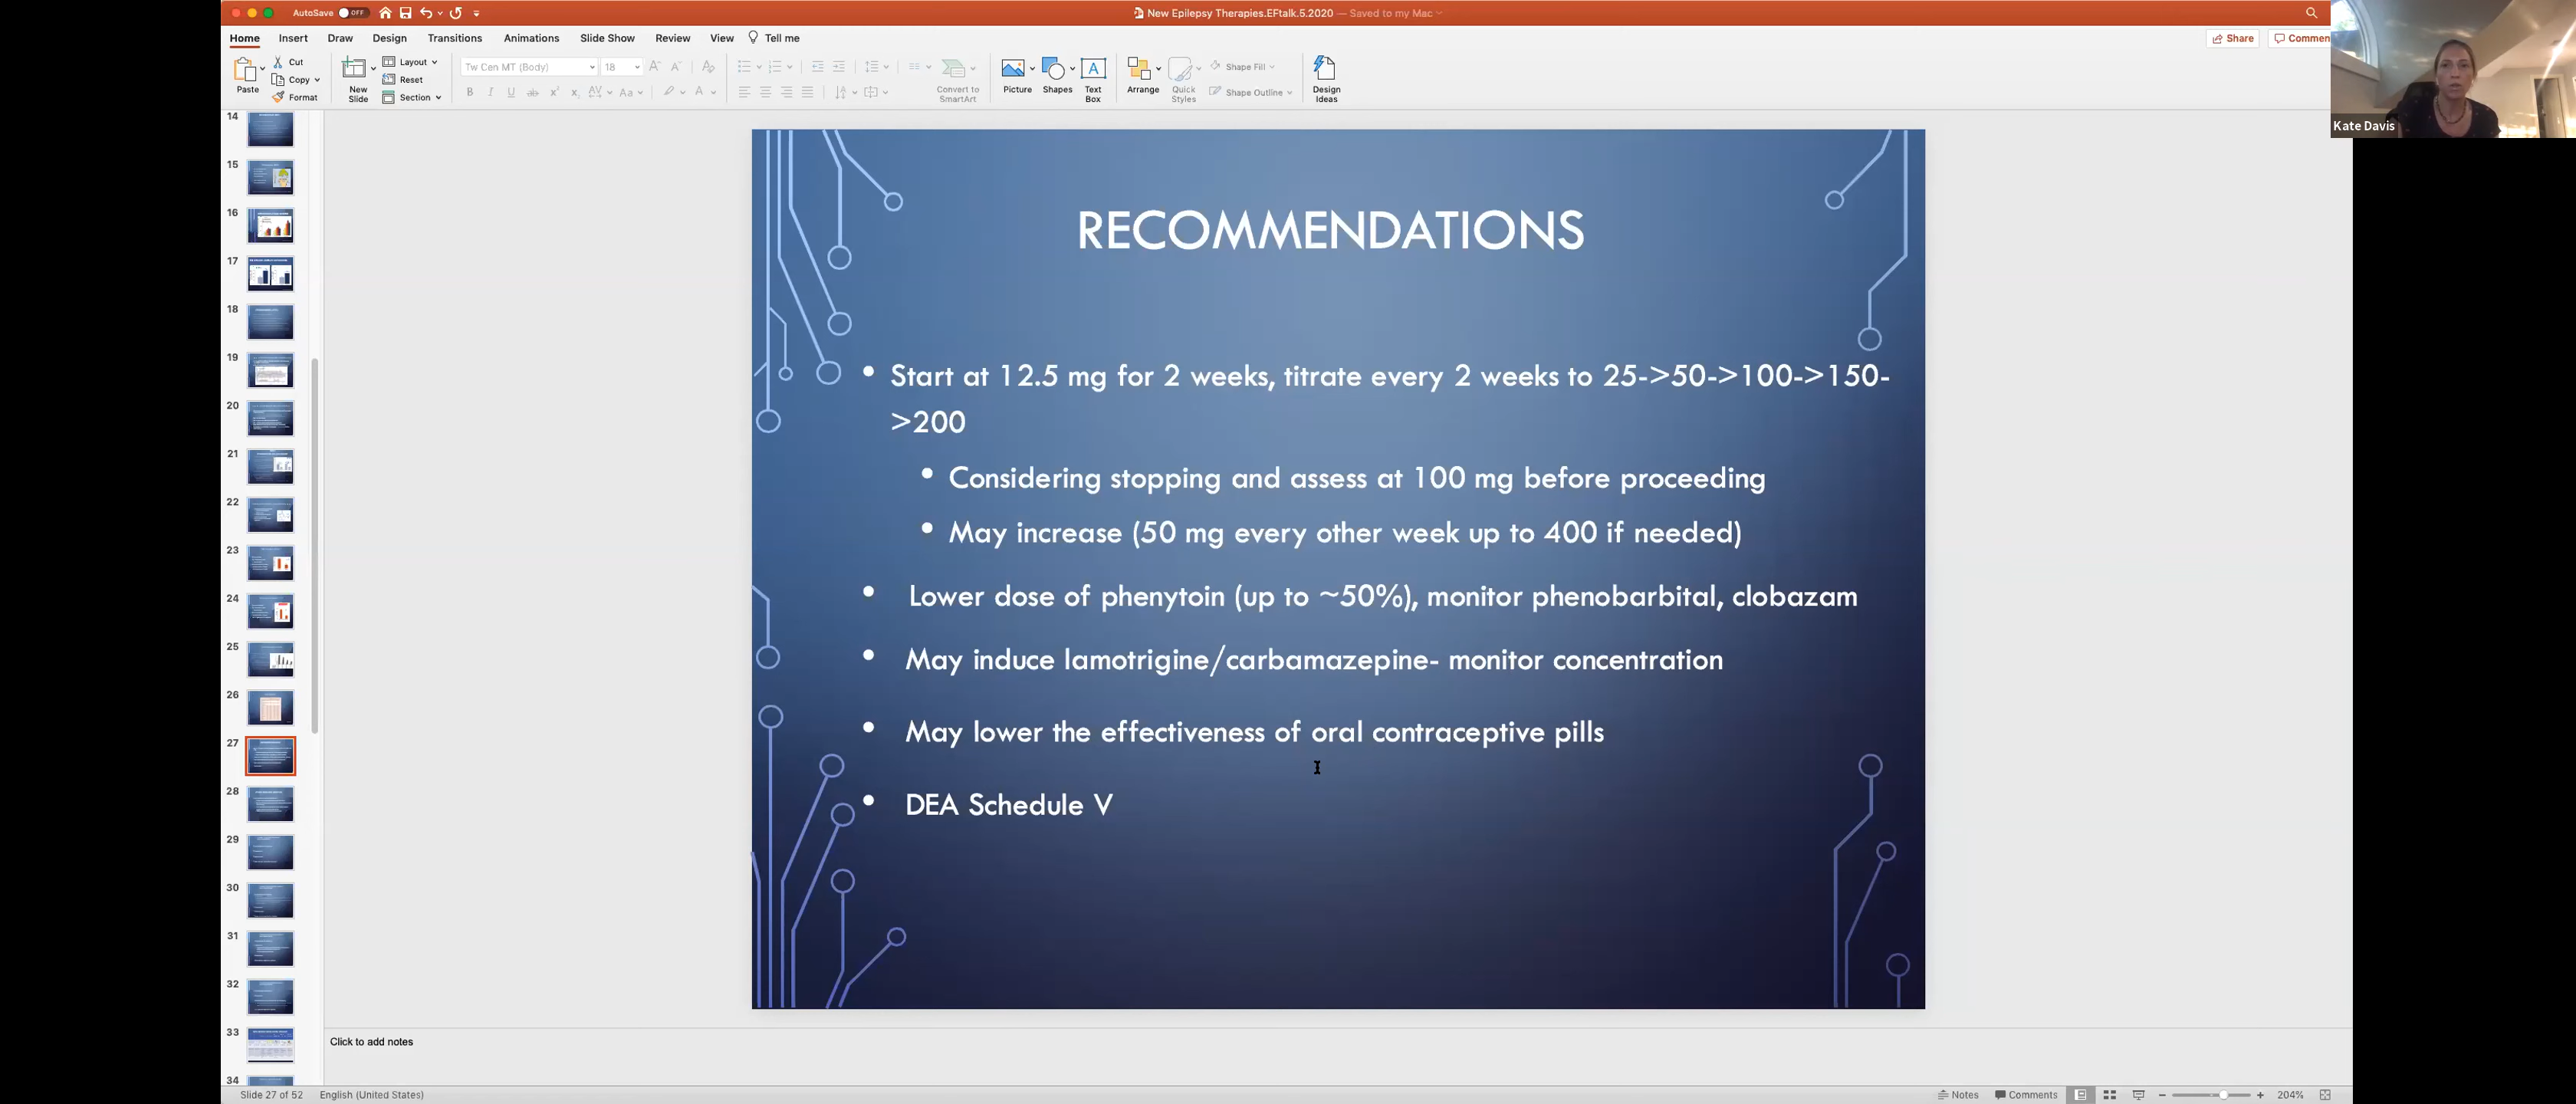 AutoSave OFF
New Epilepsy Therapies.EFtalk.5.2020 — Saved to my Mac
Home Insert Draw Design Transitions Animations Slide Show Review View Tell me
Share Commen
Paste
Cut
Copy
Format
New
Slide
Layout
Reset
Section
Tw Cen MT (Body) 18
Convert to
SmartArt
Picture
Shapes
Text
Box
Arrange
Quick
Styles
Shape Fill
Shape Outline
Design
Ideas
Kate Davis
14
15
16
17
18
19
20
21
22
23
24
25
26
27
28
29
30
31
32
33
34
RECOMMENDATIONS
• Start at 12.5 mg for 2 weeks, titrate every 2 weeks to 25->50->100->150-
>200
• Considering stopping and assess at 100 mg before proceeding
• May increase (50 mg every other week up to 400 if needed)
• Lower dose of phenytoin (up to ~50%), monitor phenobarbital, clobazam
• May induce lamotrigine/carbamazepine- monitor concentration
• May lower the effectiveness of oral contraceptive pills
• DEA Schedule V
Click to add notes
Slide 27 of 52 English (United States)
Notes Comments 204%